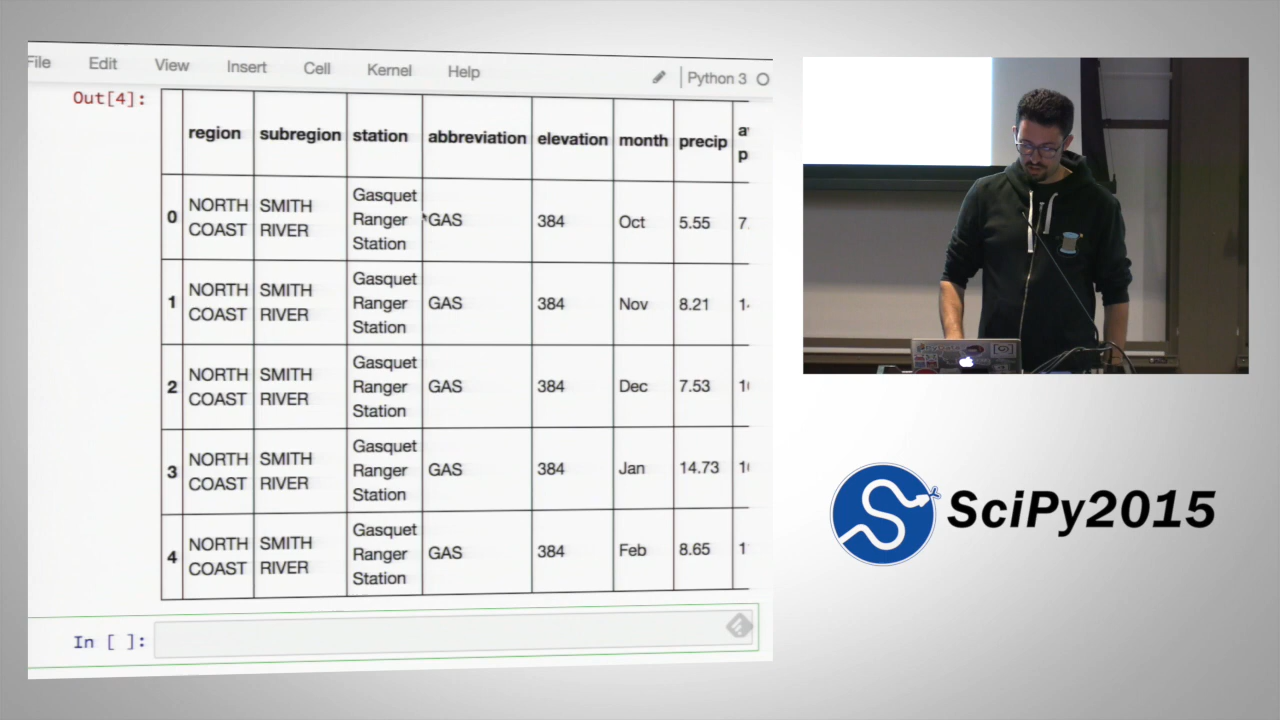 File Edit View Insert Cell Kernel Help Python 3
Out[4]:
region subregion station abbreviation elevation month precip
0 NORTH COAST SMITH RIVER Gasquet Ranger Station GAS 384 Oct 5.55 7.
1 NORTH COAST SMITH RIVER Gasquet Ranger Station GAS 384 Nov 8.21
2 NORTH COAST SMITH RIVER Gasquet Ranger Station GAS 384 Dec 7.53
3 NORTH COAST SMITH RIVER Gasquet Ranger Station GAS 384 Jan 14.73
4 NORTH COAST SMITH RIVER Gasquet Ranger Station GAS 384 Feb 8.65
In [ ]:
SciPy2015